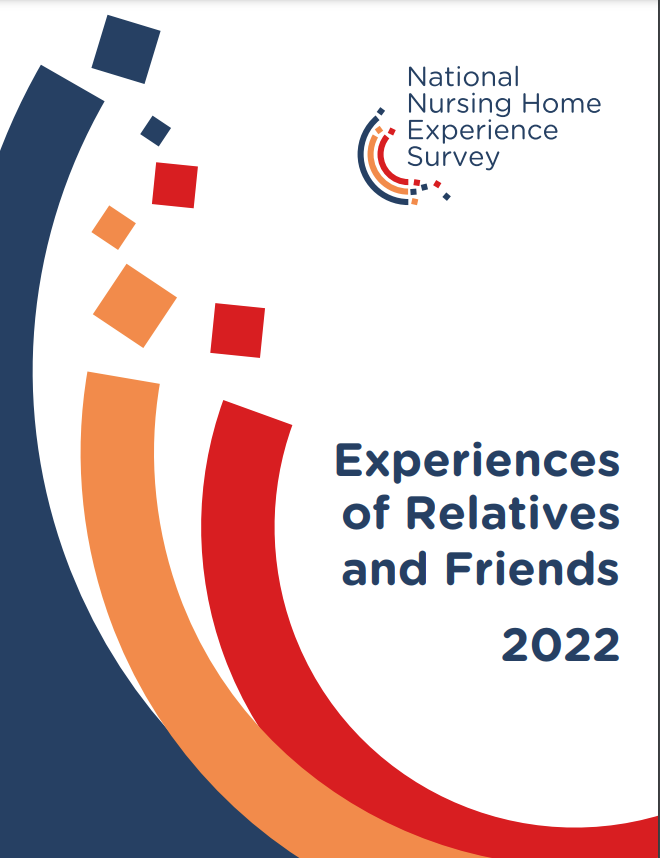 National
Nursing Home
Experience
Survey
Experiences
of Relatives
and Friends
2022